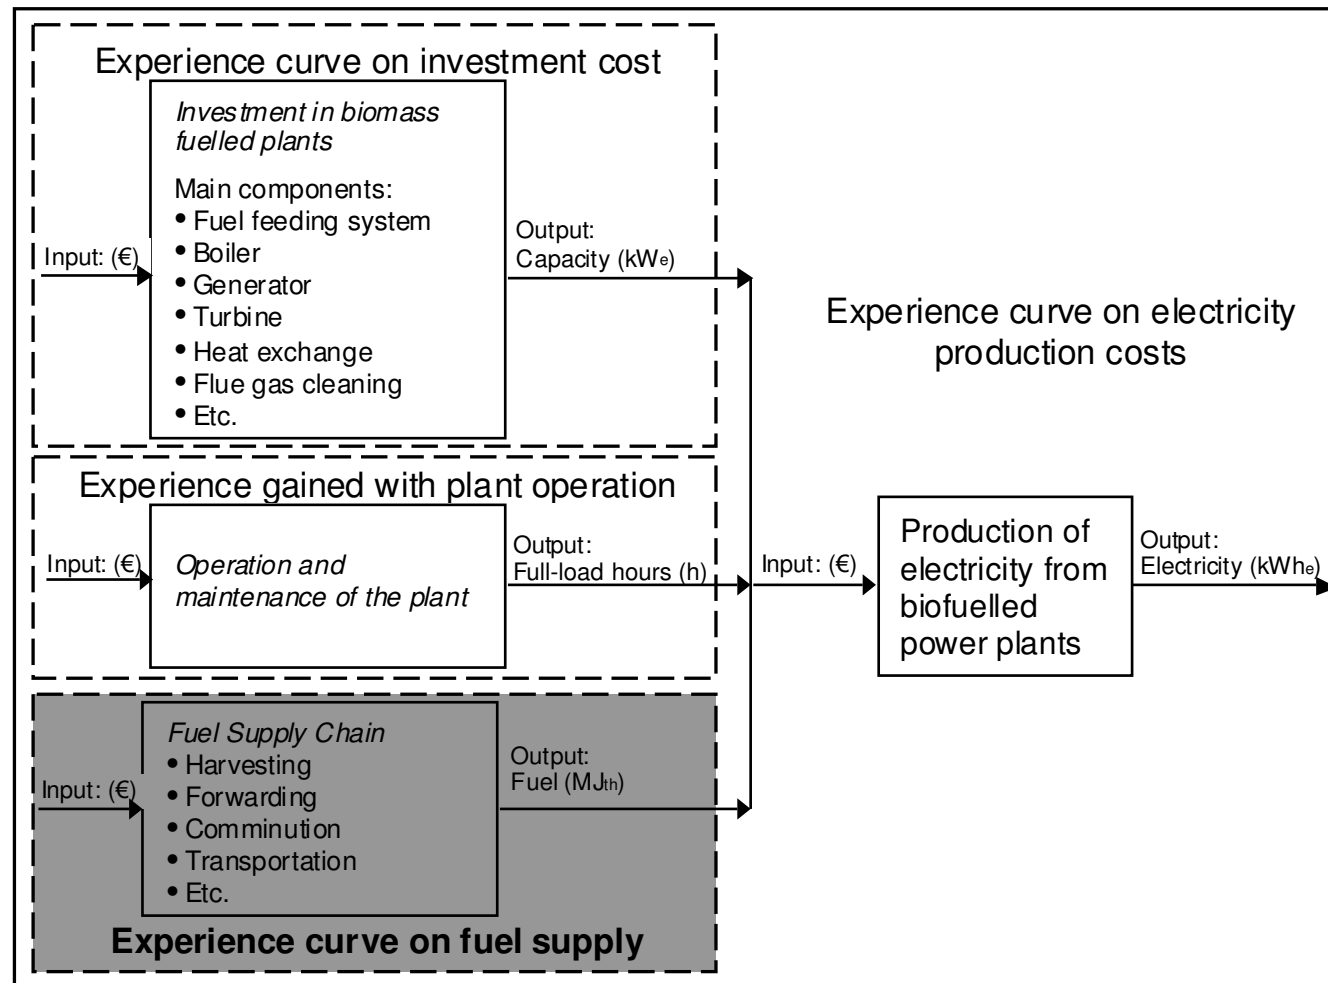 Experience curve on investment cost
Investment in biomass
fuelled plants
Main components:
• Fuel feeding system
• Boiler
• Generator
• Turbine
• Heat exchange
• Flue gas cleaning
• Etc.
Input: (€)
Output:
Capacity (kWe)
Experience curve on electricity
production costs
Experience gained with plant operation
Input: (€)
Operation and
maintenance of the plant
Output:
Full-load hours (h)
Input: (€)
Production of
electricity from
biofuelled
power plants
Output:
Electricity (kWhe)
Fuel Supply Chain
• Harvesting
• Forwarding
• Comminution
• Transportation
• Etc.
Input: (€)
Output:
Fuel (MJth)
Experience curve on fuel supply